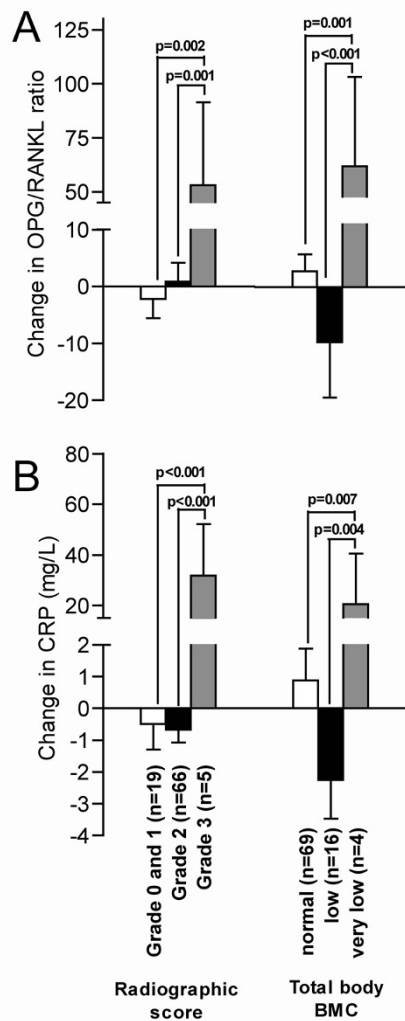 A
Change in OPG/RANKL ratio
125
100
75
50
10
0
-10
-20
p=0.002
p=0.001
p=0.001
p<0.001
B
Change in CRP (mg/L)
80
60
40
20
2
1
0
-1
-2
-3
-4
p<0.001
p<0.001
p=0.007
p=0.004
Grade 0 and 1 (n=19)
Grade 2 (n=66)
Grade 3 (n=5)
normal (n=69)
low (n=16)
very low (n=4)
Radiographic
score
Total body
BMC